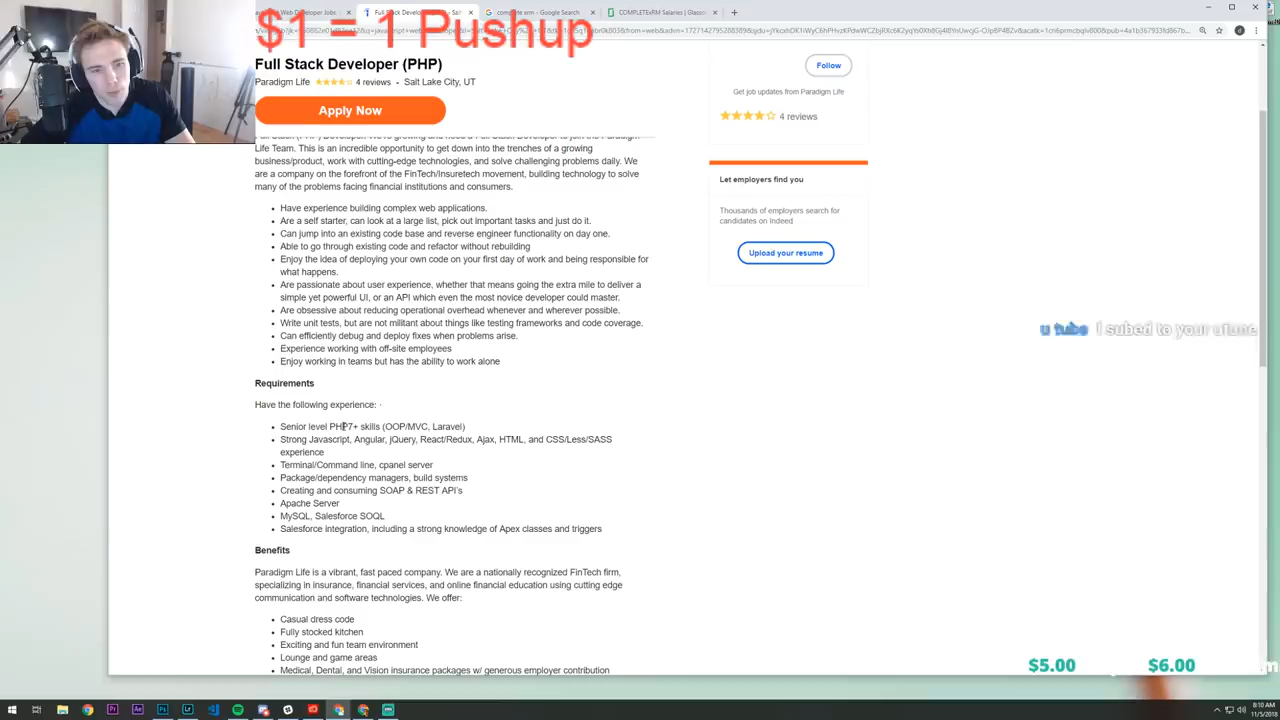 $1 = 1 Pushup
Web Developer Jobs
complete xrm - Google Search
COMPLETExRM Salaries | Glass
Full Stack Developer (PHP)
Paradigm Life 4 reviews - Salt Lake City, UT
Apply Now
Follow
Get job updates from Paradigm Life
4 reviews
Let employers find you
Thousands of employers search for
candidates on Indeed
Upload your resume
Life Team. This is an incredible opportunity to get down into the trenches of a growing
business/product, work with cutting-edge technologies, and solve challenging problems daily. We
are a company on the forefront of the FinTech/Insuretech movement, building technology to solve
many of the problems facing financial institutions and consumers.
• Have experience building complex web applications.
• Are a self starter, can look at a large list, pick out important tasks and just do it.
• Can jump into an existing code base and reverse engineer functionality on day one.
• Able to go through existing code and refactor without rebuilding
• Enjoy the idea of deploying your own code on your first day of work and being responsible for
what happens.
• Are passionate about user experience, whether that means going the extra mile to deliver a
simple yet powerful UI, or an API which even the most novice developer could master.
• Are obsessive about reducing operational overhead whenever and wherever possible.
• Write unit tests, but are not militant about things like testing frameworks and code coverage.
• Can efficiently debug and deploy fixes when problems arise.
• Experience working with off-site employees
• Enjoy working in teams but has the ability to work alone
Requirements
Have the following experience: ·
• Senior level PHP7+ skills (OOP/MVC, Laravel)
• Strong Javascript, Angular, jQuery, React/Redux, Ajax, HTML, and CSS/Less/SASS
experience
• Terminal/Command line, cpanel server
• Package/dependency managers, build systems
• Creating and consuming SOAP & REST API's
• Apache Server
• MySQL, Salesforce SOQL
• Salesforce integration, including a strong knowledge of Apex classes and triggers
Benefits
Paradigm Life is a vibrant, fast paced company. We are a nationally recognized FinTech firm,
specializing in insurance, financial services, and online financial education using cutting edge
communication and software technologies. We offer:
• Casual dress code
• Fully stocked kitchen
• Exciting and fun team environment
• Lounge and game areas
• Medical, Dental, and Vision insurance packages w/ generous employer contribution
u tube I subed to your utune
$5.00 $6.00
8:10 AM
11/5/2018